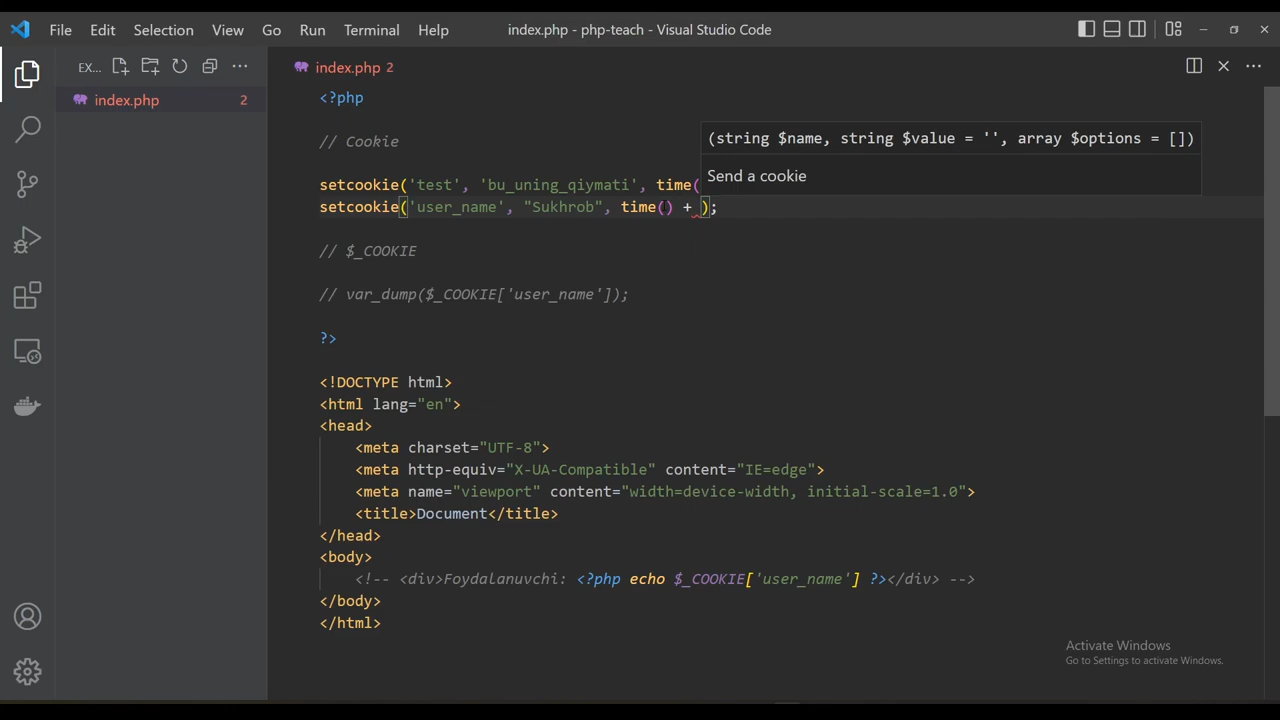 File Edit Selection View Go Run Terminal Help index.php - php-teach - Visual Studio Code
EX...
index.php 2
index.php 2
<?php
// Cookie
(string $name, string $value = '', array $options = [])
Send a cookie
setcookie('test', 'bu_uning_qiymati', time(
setcookie('user_name', "Sukhrob", time() + );
// $_COOKIE
// var_dump($_COOKIE['user_name']);
?>
<!DOCTYPE html>
<html lang="en">
<head>
<meta charset="UTF-8">
<meta http-equiv="X-UA-Compatible" content="IE=edge">
<meta name="viewport" content="width=device-width, initial-scale=1.0">
<title>Document</title>
</head>
<body>
<!-- <div>Foydalanuvchi: <?php echo $_COOKIE['user_name'] ?></div> -->
</body>
</html>
Activate Windows
Go to Settings to activate Windows.